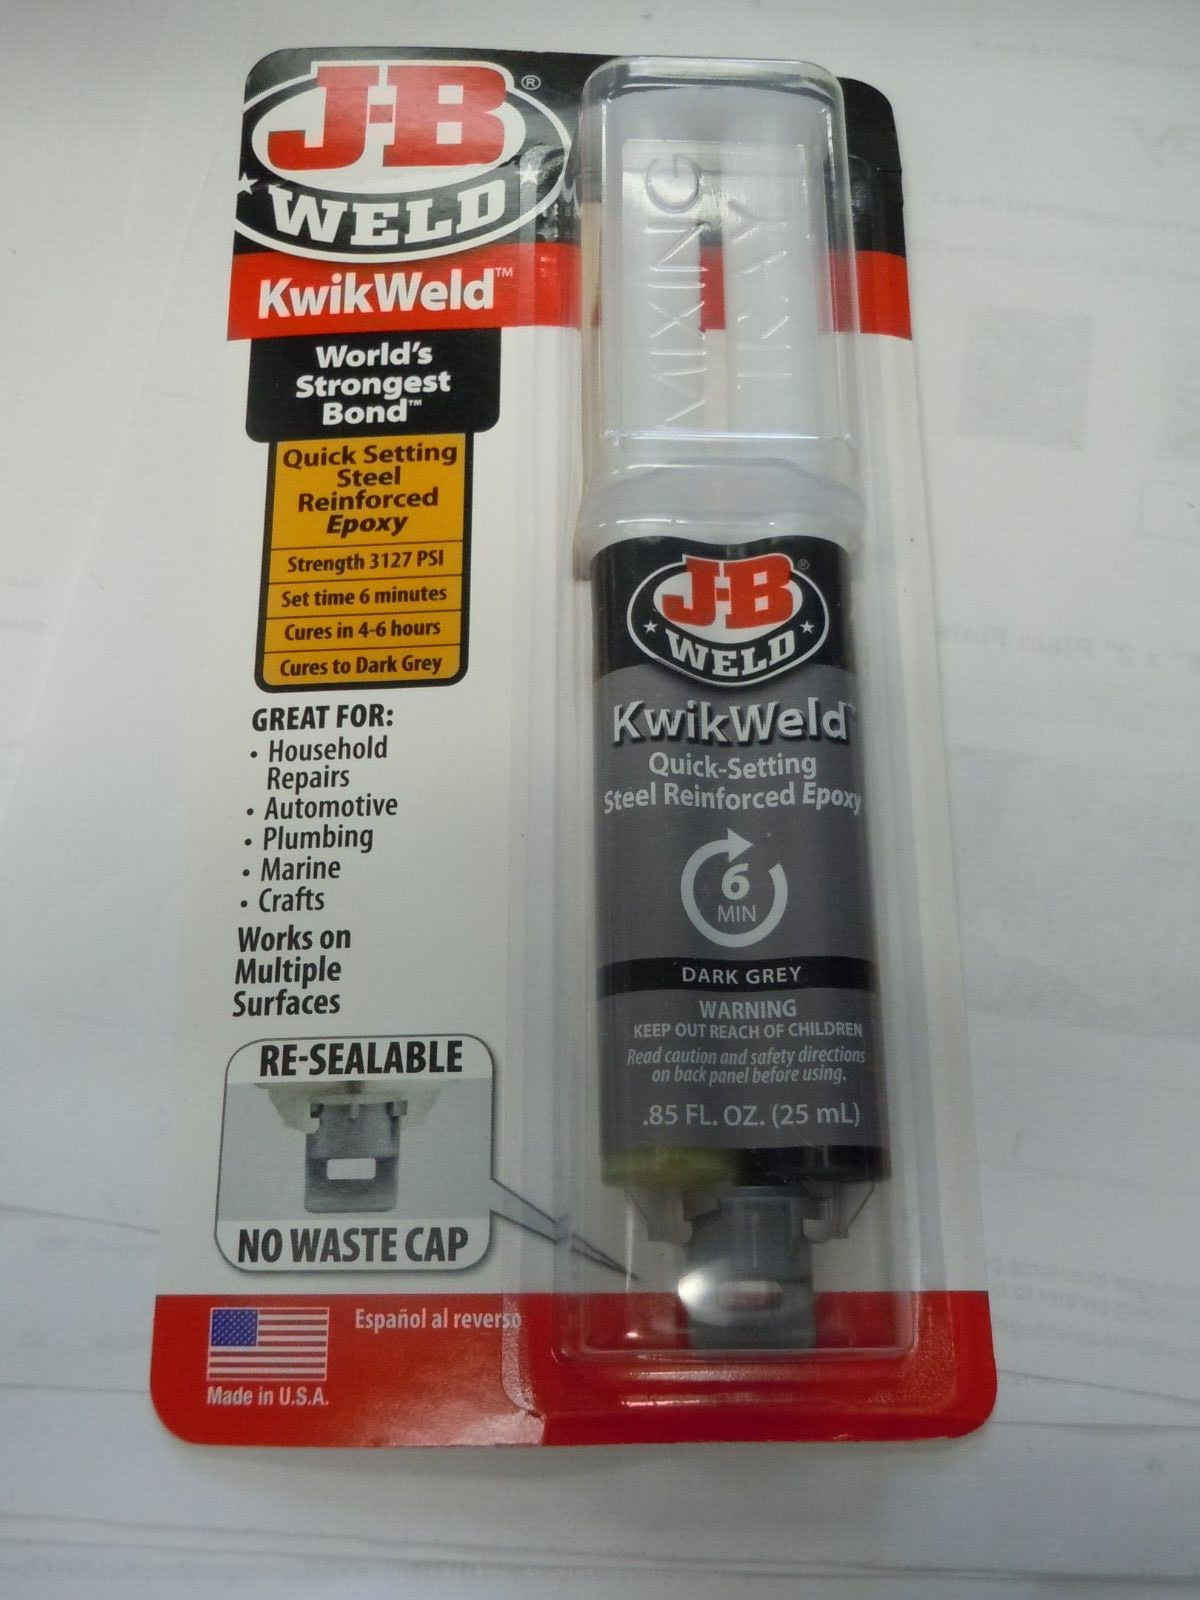 J-B ®
WELD
KwikWeld™
World's
Strongest
Bond™
Quick Setting
Steel
Reinforced
Epoxy
Strength 3127 PSI
Set time 6 minutes
Cures in 4-6 hours
Cures to Dark Grey
GREAT FOR:
• Household
Repairs
• Automotive
• Plumbing
• Marine
• Crafts
Works on
Multiple
Surfaces
RE-SEALABLE
NO WASTE CAP
Made in U.S.A.
Español al reverso
MIXING
TRAY
J-B ®
WELD
KwikWeld™
Quick-Setting
Steel Reinforced Epoxy
6
MIN
DARK GREY
WARNING
KEEP OUT REACH OF CHILDREN
Read caution and safety directions
on back panel before using.
.85 FL. OZ. (25 mL)